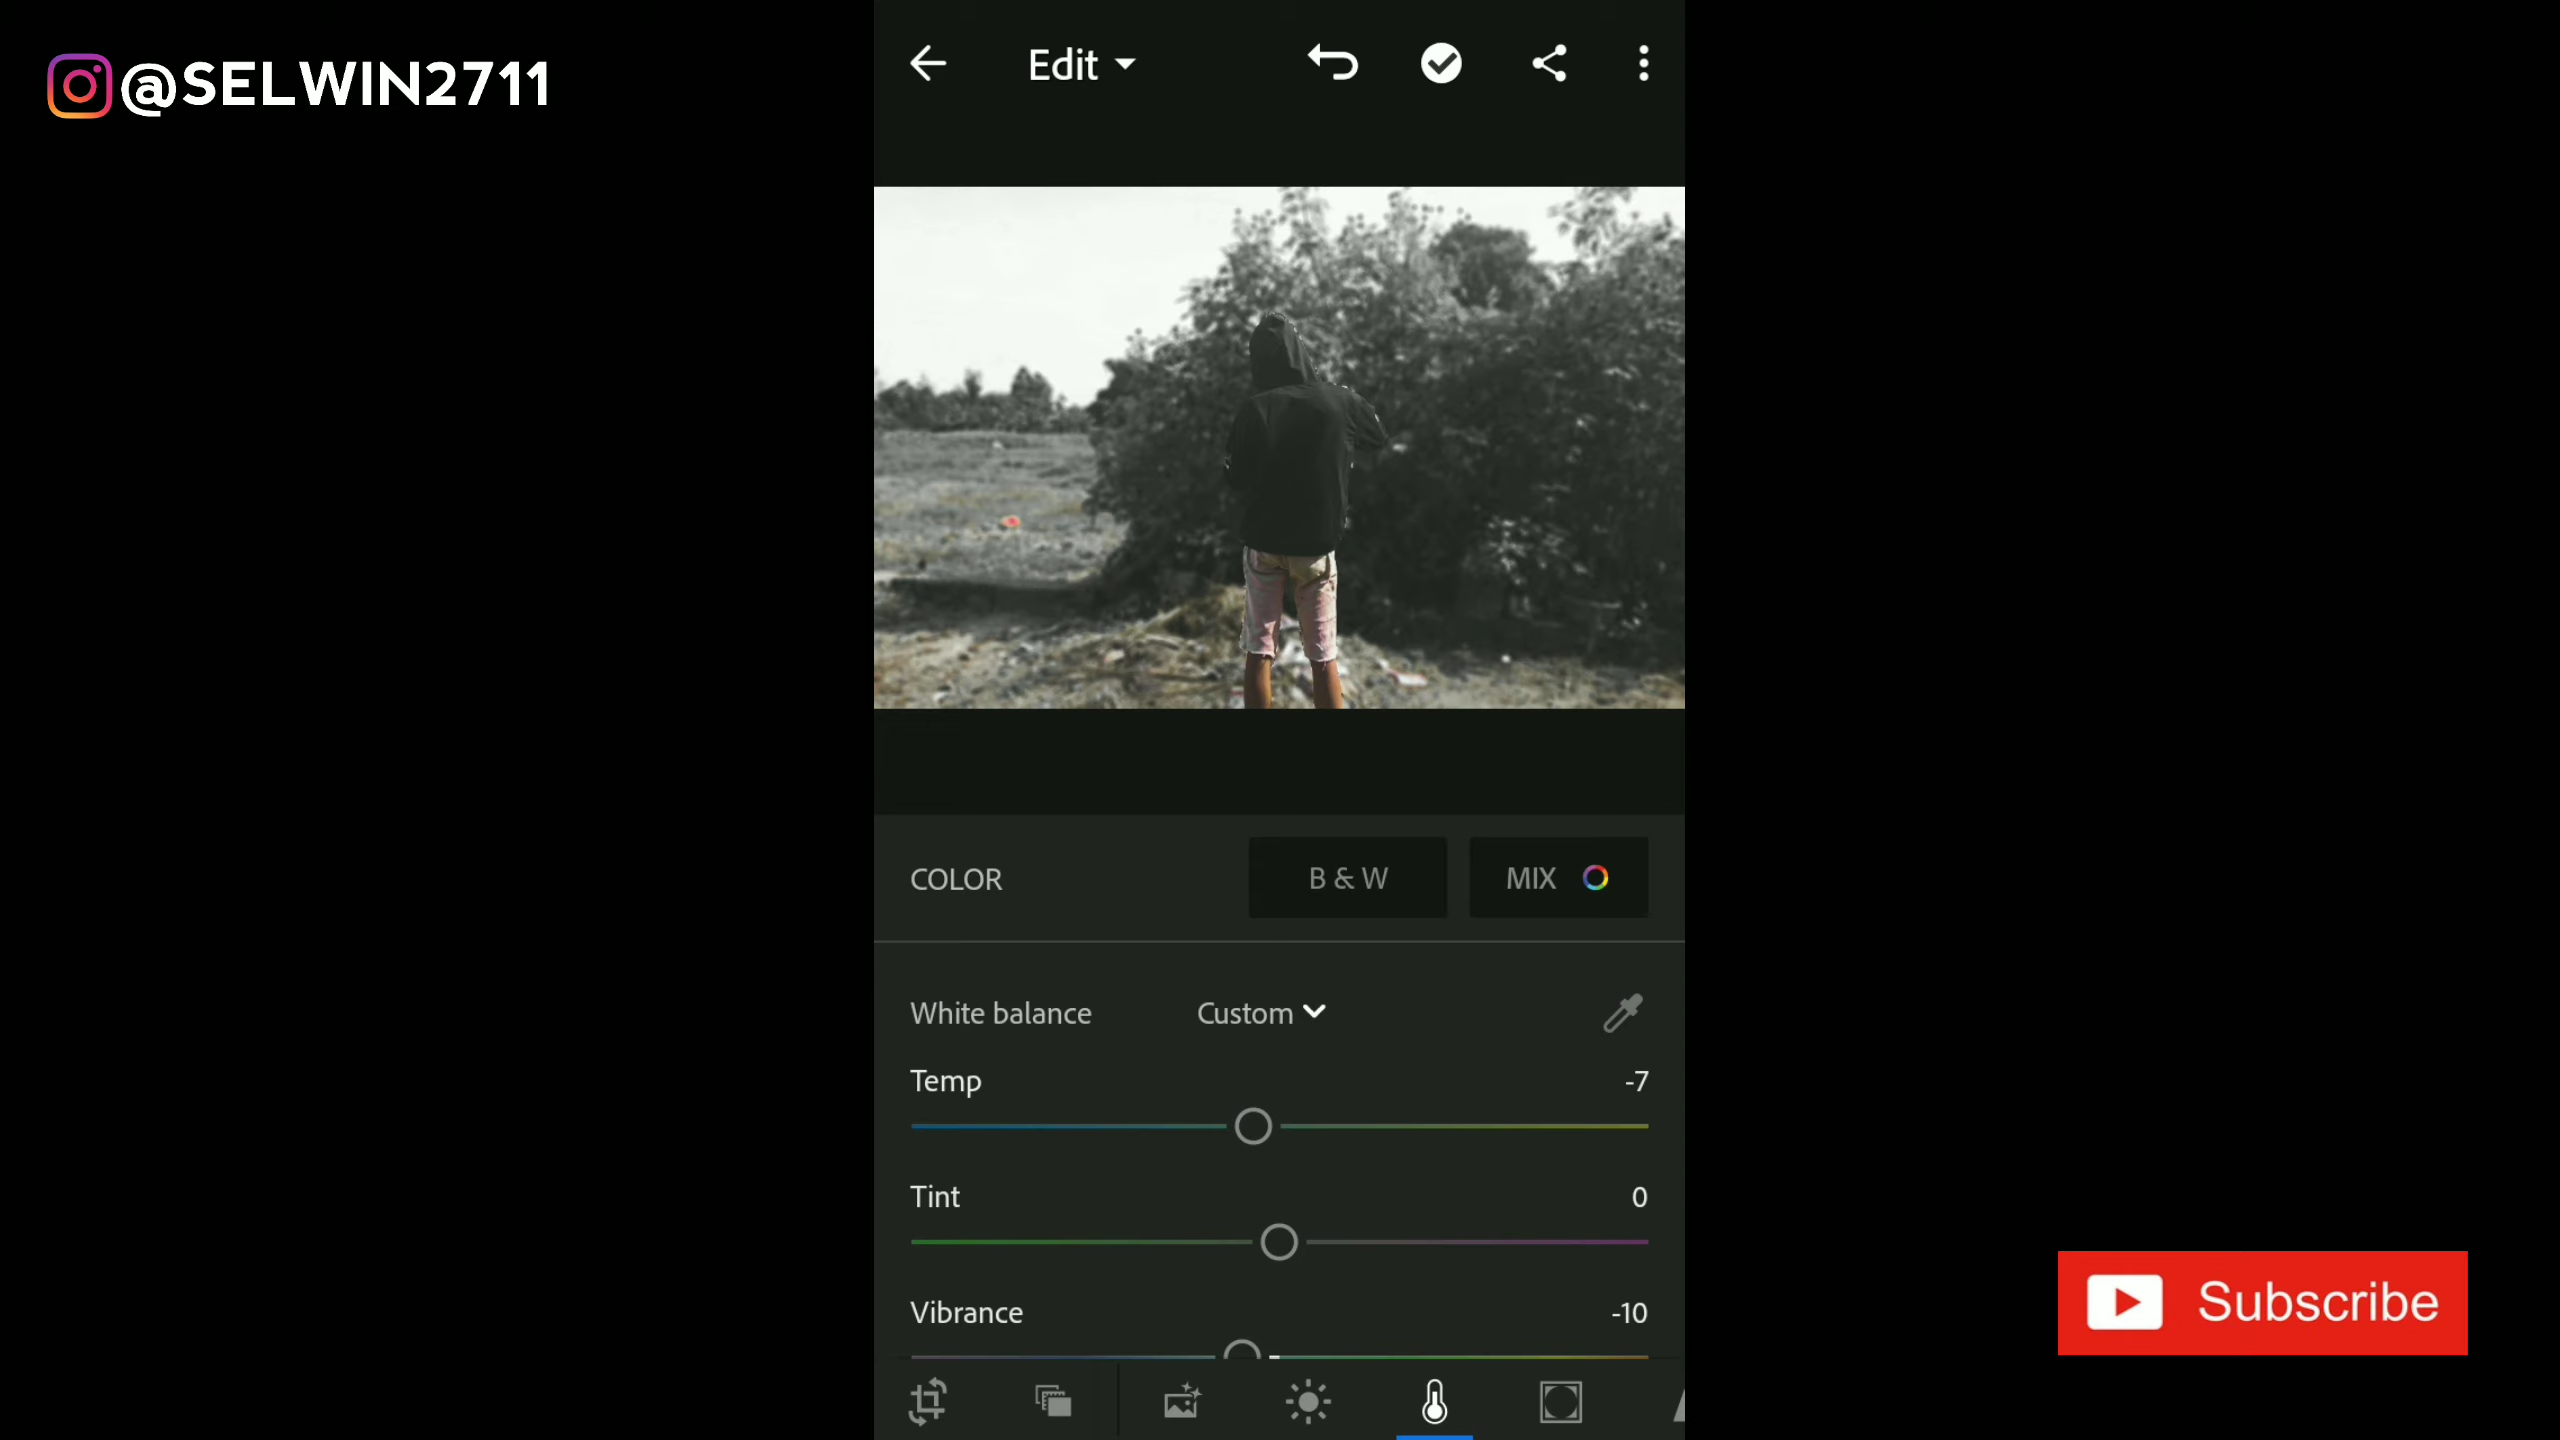 @SELWIN2711
Edit
COLOR
B & W
MIX
White balance
Custom
Temp
-7
Tint
0
Vibrance
-10
Subscribe